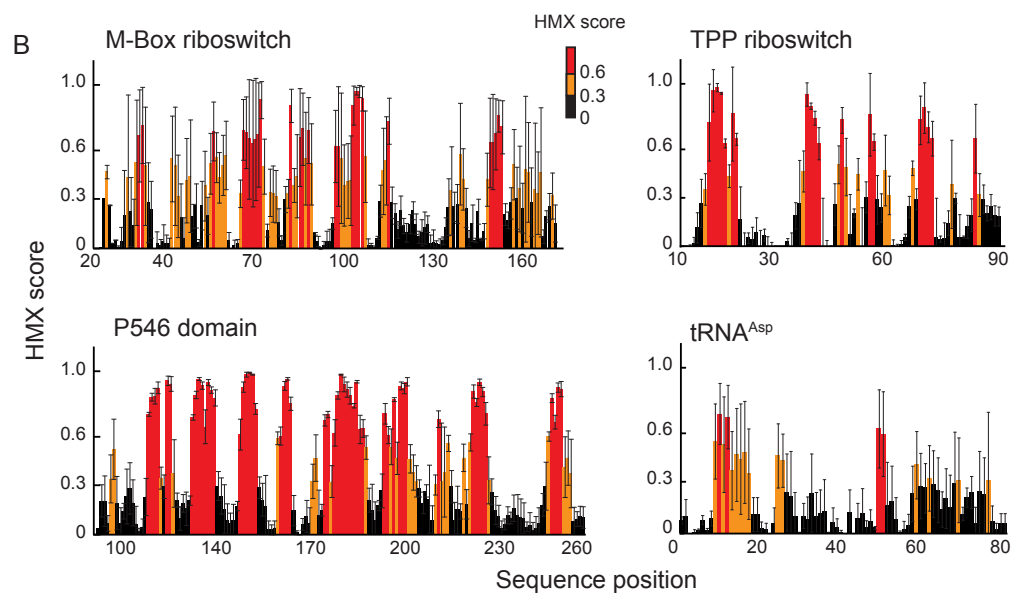 B
M-Box riboswitch
HMX score
0.6
0.3
0
TPP riboswitch
1.0
0.6
0.3
0
20 50 70 100 130 160
1.0
0.6
0.3
0
10 30 60 90
HMX score
P546 domain
tRNAAsp
1.0
0.6
0.3
0
100 140 170 200 230 260
1.0
0.6
0.3
0
0 20 40 60 80
Sequence position